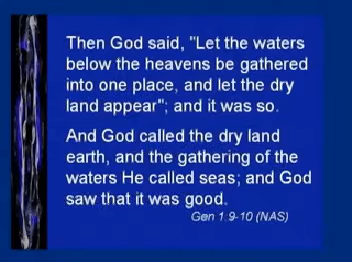 Then God said, "Let the waters
below the heavens be gathered
into one place, and let the dry
land appear"; and it was so.
And God called the dry land
earth, and the gathering of the
waters He called seas; and God
saw that it was good.
Gen 1:9-10 (NAS)